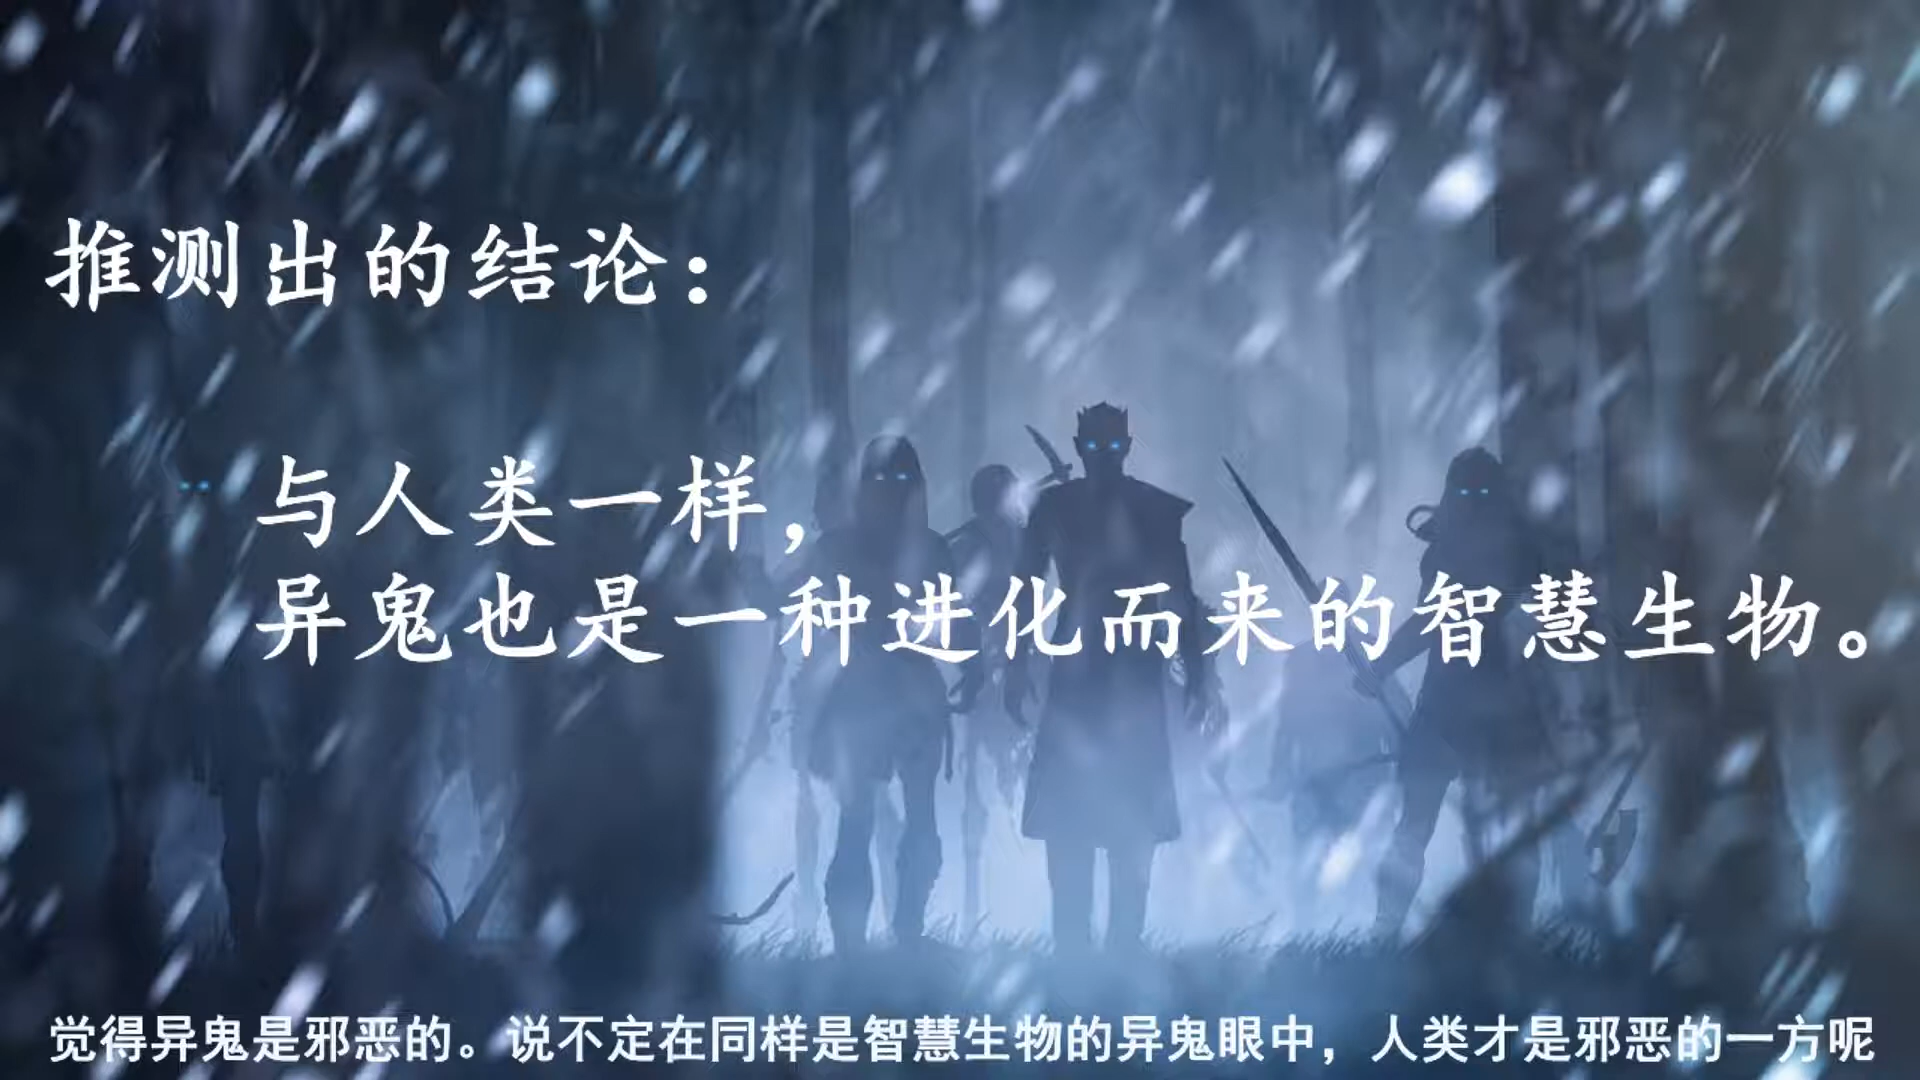 推测出的结论：
与人类一样，
异鬼也是一种进化而来的智慧生物。
觉得异鬼是邪恶的。说不定在同样是智慧生物的异鬼眼中，人类才是邪恶的一方呢